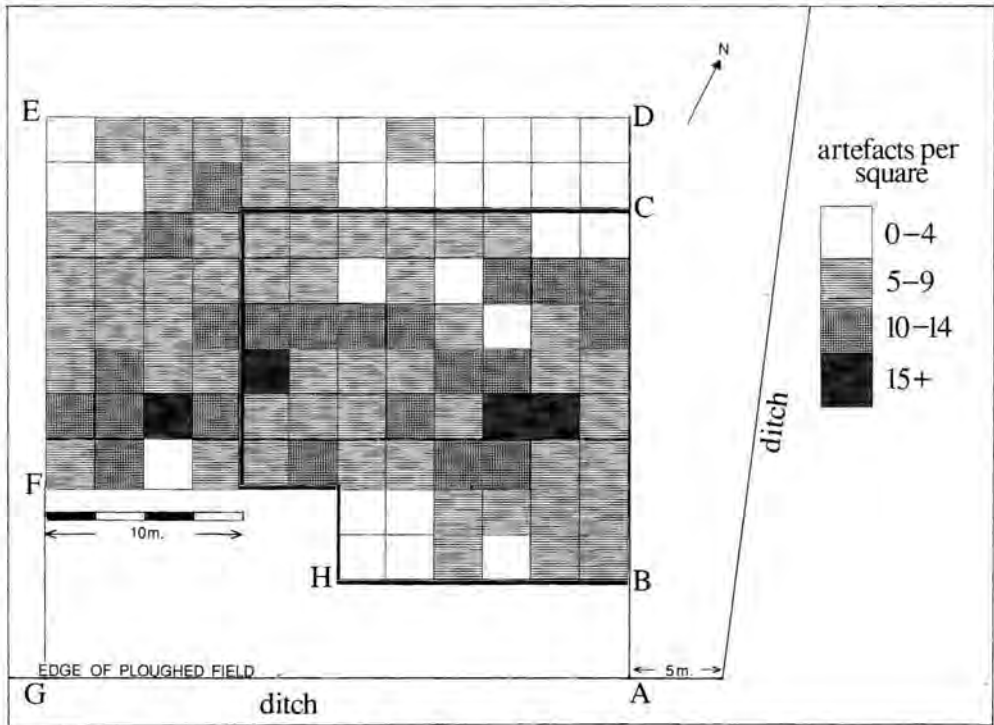 N
E
D
C
artefacts per
square
0–4
5–9
10–14
15+
ditch
F
10m.
H
B
EDGE OF PLOUGHED FIELD
5m.
G
ditch
A